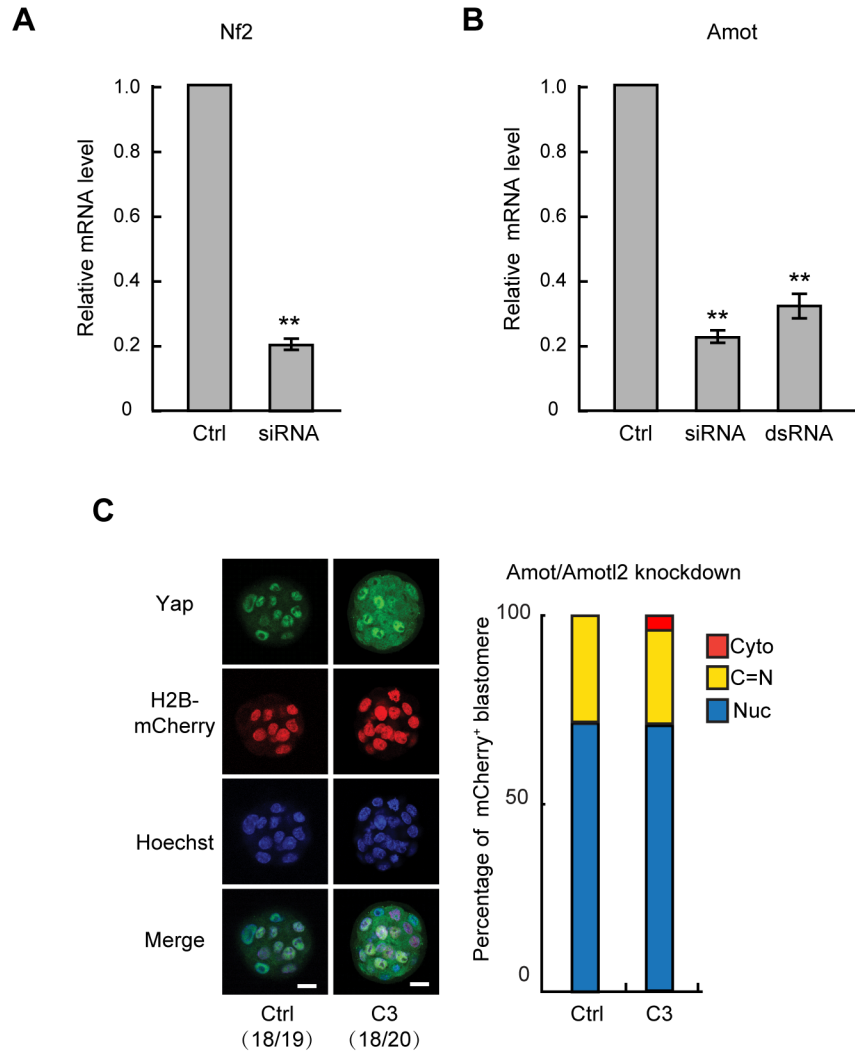 A
Nf2
Relative mRNA level
1.0
0.8
0.6
0.4
0.2
0
**
Ctrl
siRNA
B
Amot
Relative mRNA level
1.0
0.8
0.6
0.4
0.2
0
**
**
Ctrl
siRNA
dsRNA
C
Yap
H2B-
mCherry
Hoechst
Merge
Ctrl
(18/19)
C3
(18/20)
Amot/Amotl2 knockdown
Percentage of mCherry⁺ blastomere
100
50
0
Cyto
C=N
Nuc
Ctrl
C3